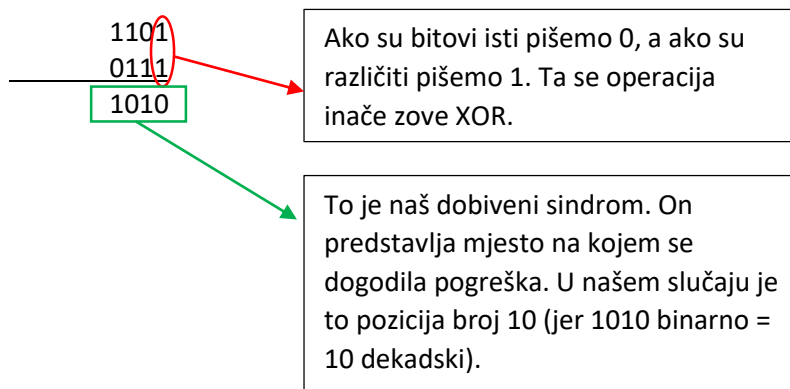 1101
0111
1010
Ako su bitovi isti pišemo 0, a ako su
različiti pišemo 1. Ta se operacija
inače zove XOR.
To je naš dobiveni sindrom. On
predstavlja mjesto na kojem se
dogodila pogreška. U našem slučaju je
to pozicija broj 10 (jer 1010 binarno =
10 dekadski).